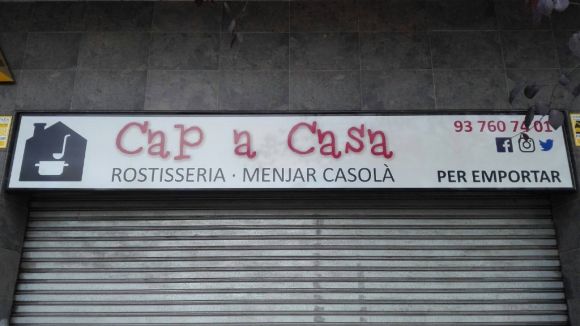 Cap a Casa
ROSTISSERIA · MENJAR CASOLÀ
93 760 74 01
PER EMPORTAR